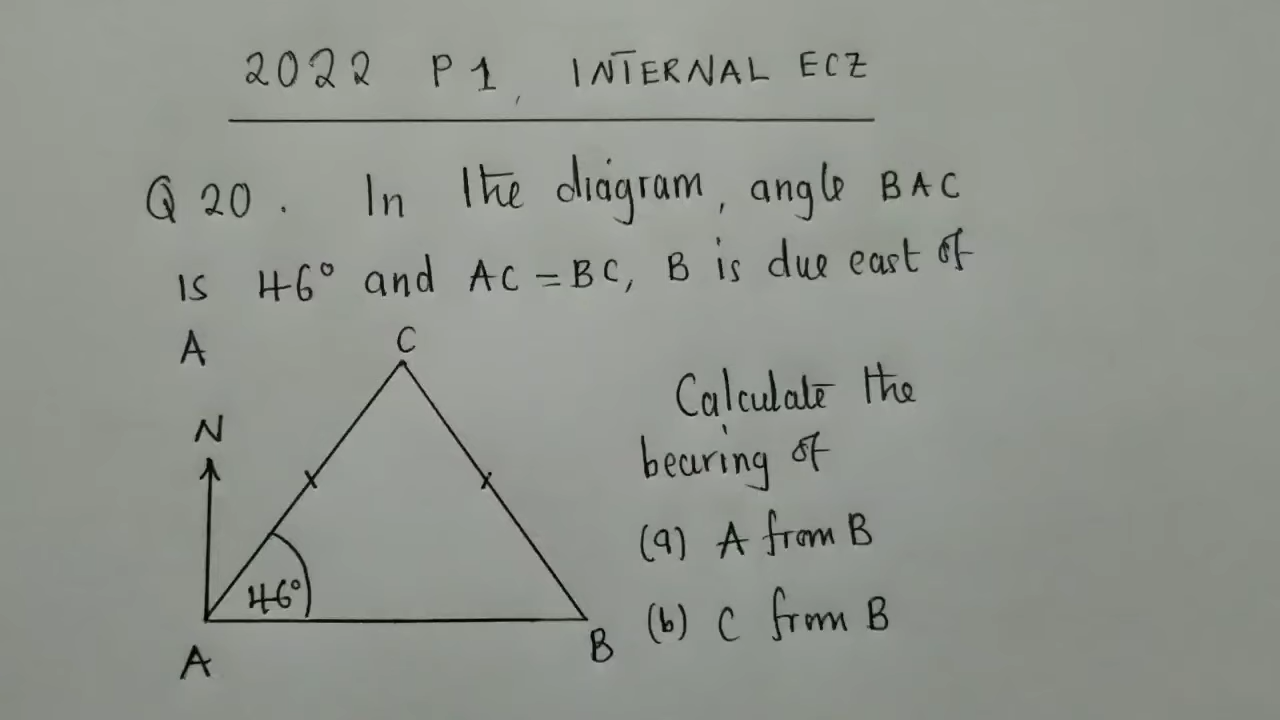 2022 P1, INTERNAL ECZ
Q 20. In the diagram, angle BAC
is 46° and AC = BC, B is due east of
A
C
N
Calculate the
bearing of
(a) A from B
46°
(b) C from B
A
B